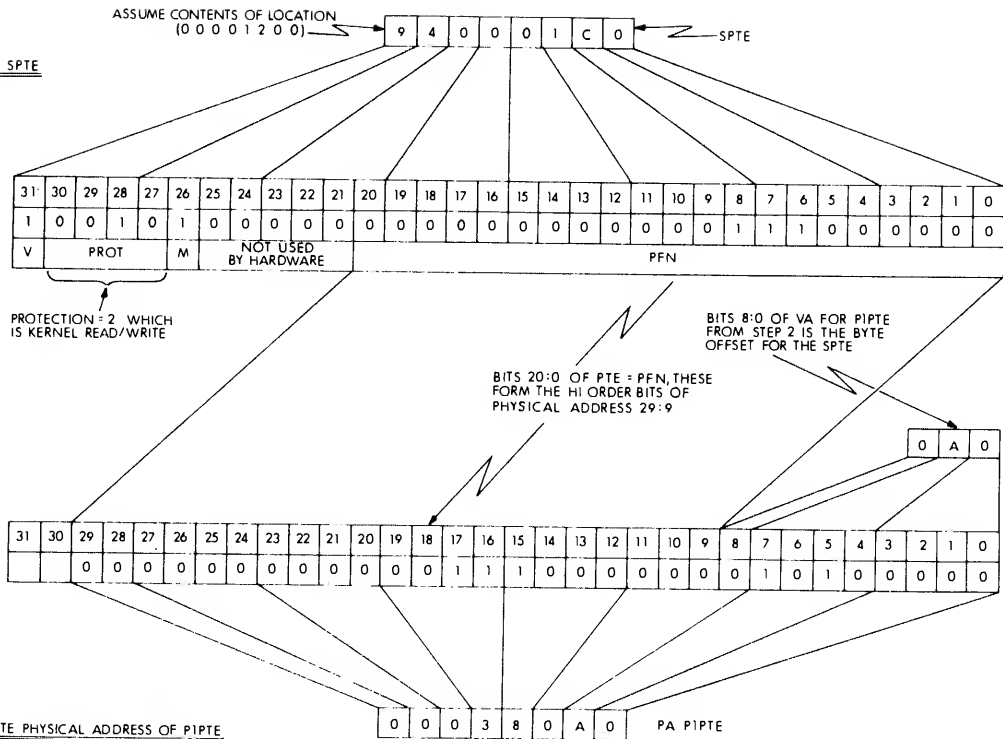 ASSUME CONTENTS OF LOCATION
(0 0 0 0 1 2 0 0)
9 4 0 0 0 1 C 0
SPTE
SPTE
31 30 29 28 27 26 25 24 23 22 21 20 19 18 17 16 15 14 13 12 11 10 9 8 7 6 5 4 3 2 1 0
1 0 0 1 0 1 0 0 0 0 0 0 0 0 0 0 0 0 0 0 0 0 0 1 1 1 0 0 0 0 0 0
V PROT M NOT USED PFN
BY HARDWARE
PROTECTION = 2 WHICH
IS KERNEL READ/WRITE
BITS 8:0 OF VA FOR P1PTE
FROM STEP 2 IS THE BYTE
OFFSET FOR THE SPTE
BITS 20:0 OF PTE = PFN, THESE
FORM THE HI ORDER BITS OF
PHYSICAL ADDRESS 29:9
0 A 0
31 30 29 28 27 26 25 24 23 22 21 20 19 18 17 16 15 14 13 12 11 10 9 8 7 6 5 4 3 2 1 0
0 0 0 0 0 0 0 0 0 0 0 0 1 1 1 0 0 0 0 0 0 0 1 0 1 0 0 0 0 0
0 0 0 3 8 0 A 0
PA P1PTE
TE PHYSICAL ADDRESS OF P1PTE